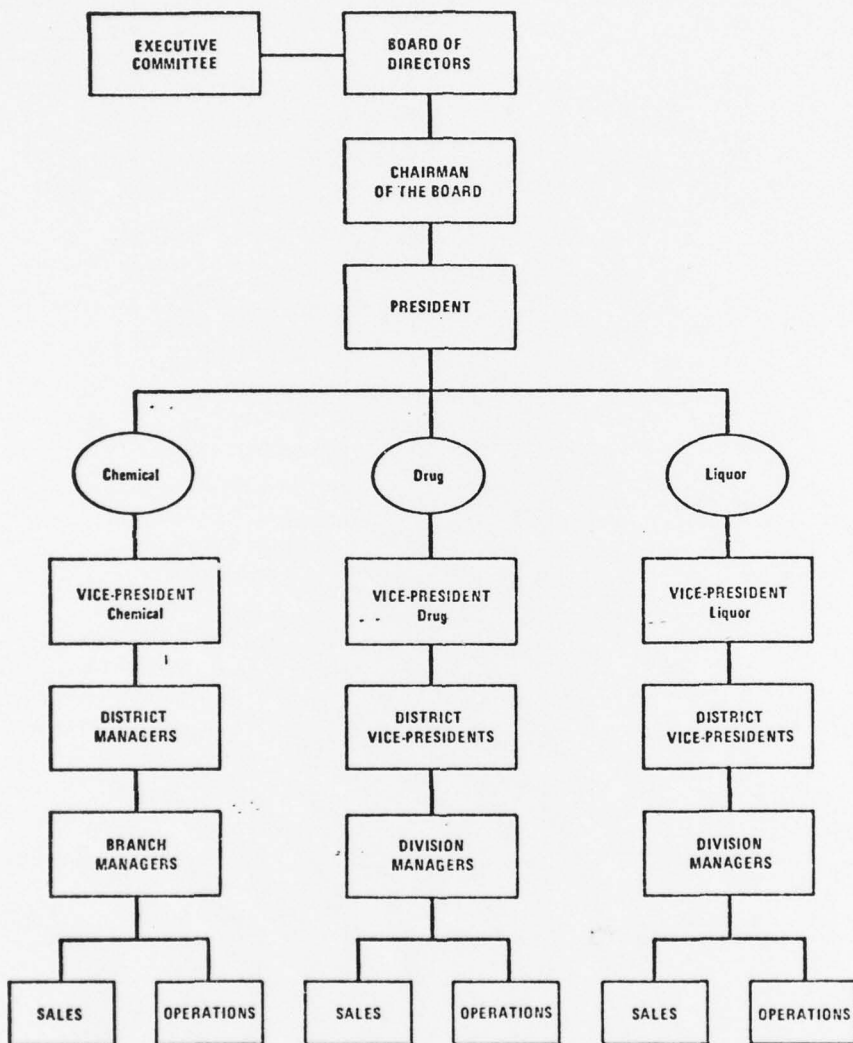 EXECUTIVE
COMMITTEE
BOARD OF
DIRECTORS
CHAIRMAN
OF THE BOARD
PRESIDENT
Chemical
Drug
Liquor
VICE-PRESIDENT
Chemical
VICE-PRESIDENT
Drug
VICE-PRESIDENT
Liquor
DISTRICT
MANAGERS
DISTRICT
VICE-PRESIDENTS
DISTRICT
VICE-PRESIDENTS
BRANCH
MANAGERS
DIVISION
MANAGERS
DIVISION
MANAGERS
SALES
OPERATIONS
SALES
OPERATIONS
SALES
OPERATIONS